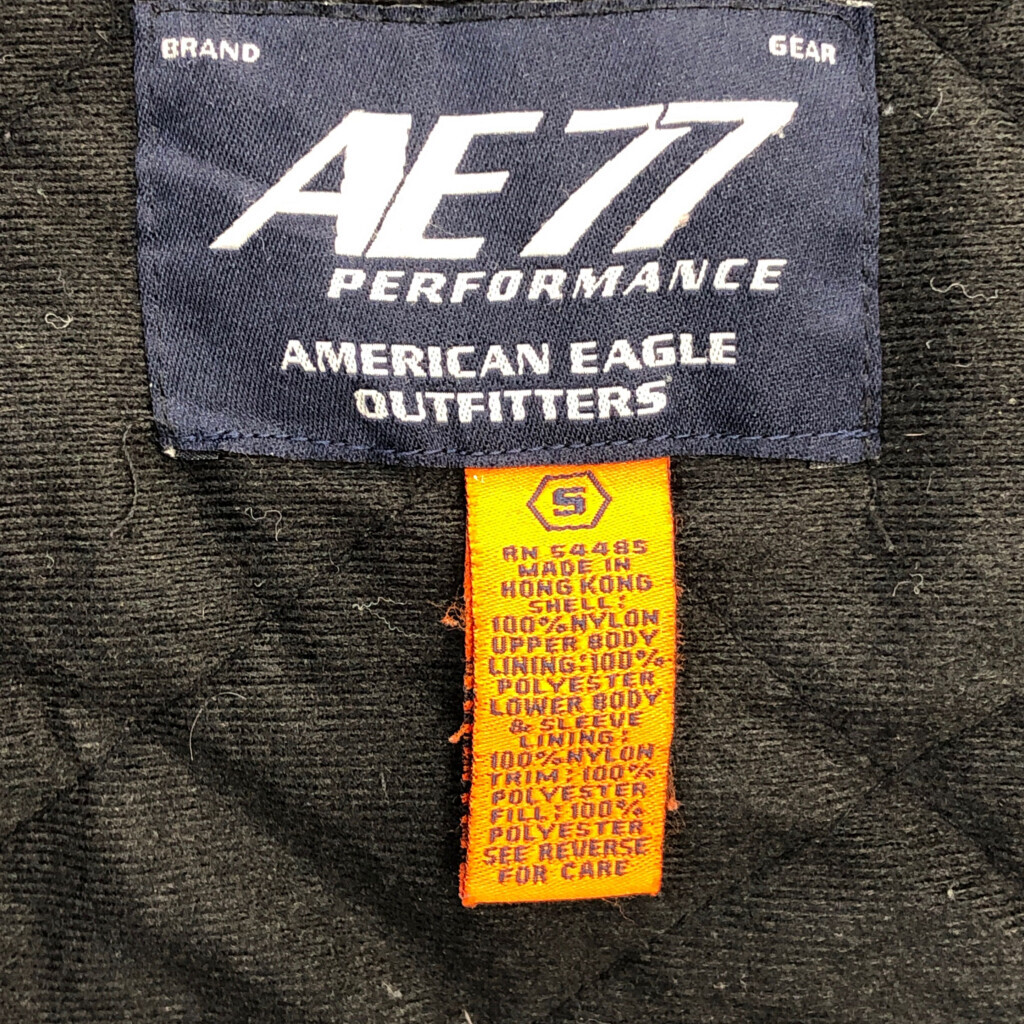 BRAND GEAR
AE77
PERFORMANCE
AMERICAN EAGLE
OUTFITTERS
S
RN 54485
MADE IN
HONG KONG
SHELL:
100% NYLON
UPPER BODY
LINING: 100%
POLYESTER
LOWER BODY
& SLEEVE
LINING:
100% NYLON
TRIM: 100%
POLYESTER
FILL: 100%
POLYESTER
SEE REVERSE
FOR CARE